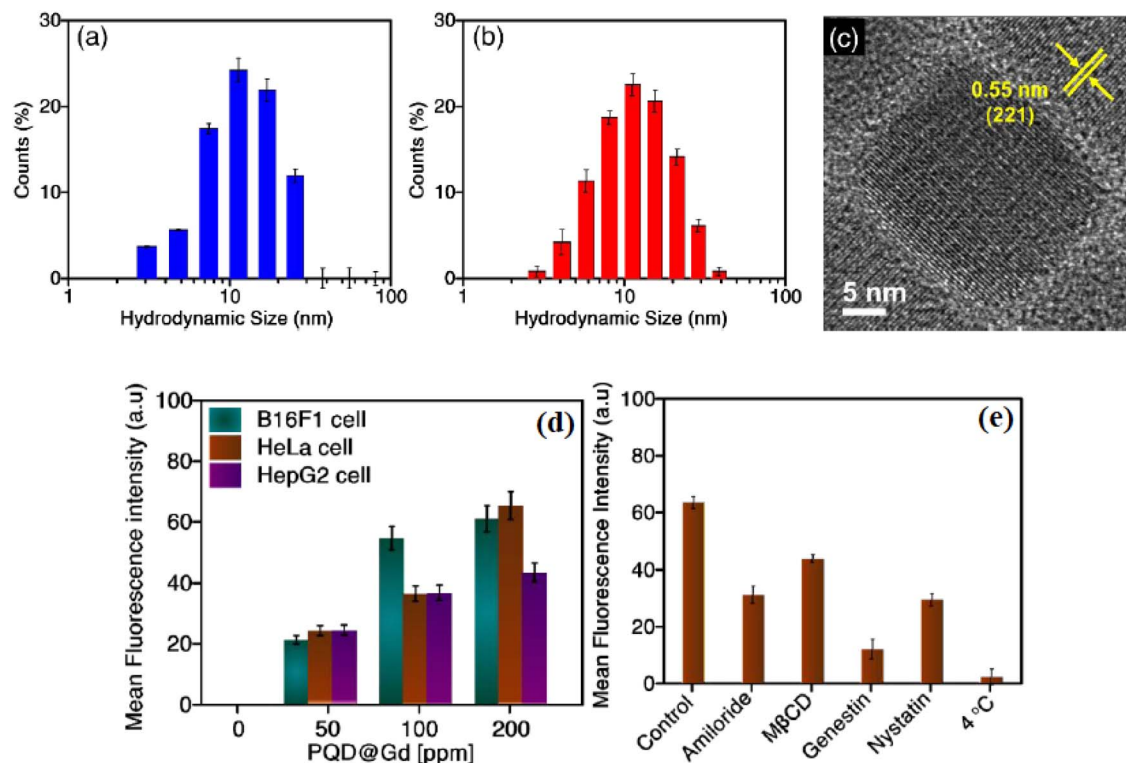 (a)
30
20
10
0
Counts (%)
1
10
100
Hydrodynamic Size (nm)
(b)
30
20
10
0
Counts (%)
1
10
100
Hydrodynamic Size (nm)
(c)
0.55 nm
(221)
5 nm
(d)
B16F1 cell
HeLa cell
HepG2 cell
100
80
60
40
20
0
Mean Fluorescence intensity (a.u)
0
50
100
200
PQD@Gd [ppm]
(e)
100
80
60
40
20
0
Mean Fluorescence Intensity (a.u)
Control
Amiloride
MβCD
Genestin
Nystatin
4 °C